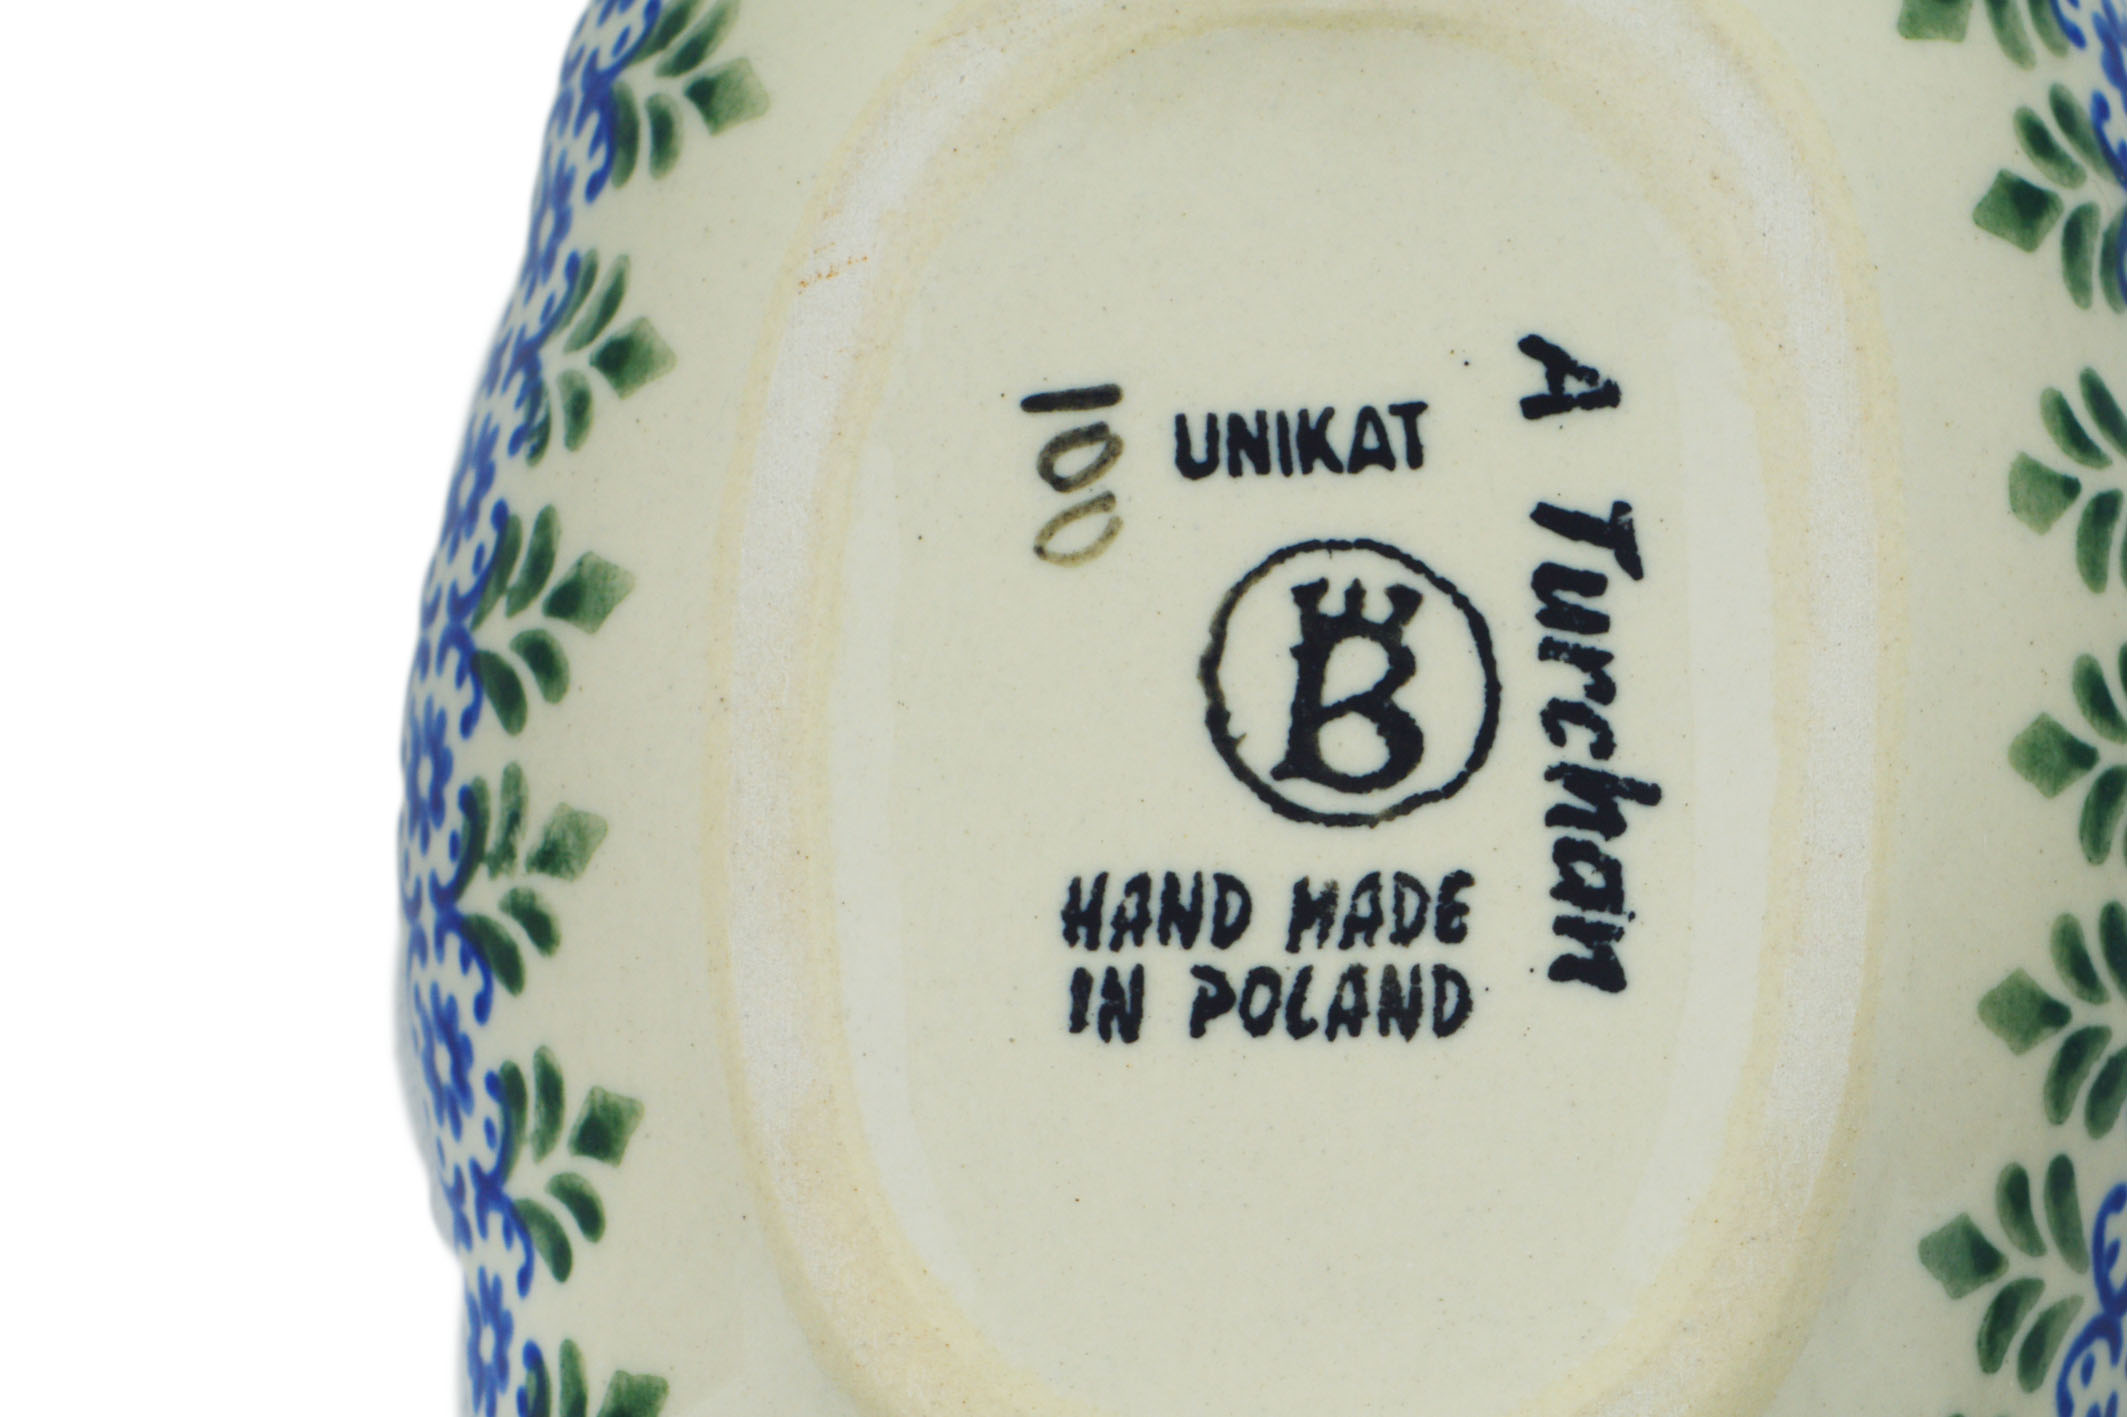 UNIKAT
B
HAND MADE
IN POLAND
100
A Turchan